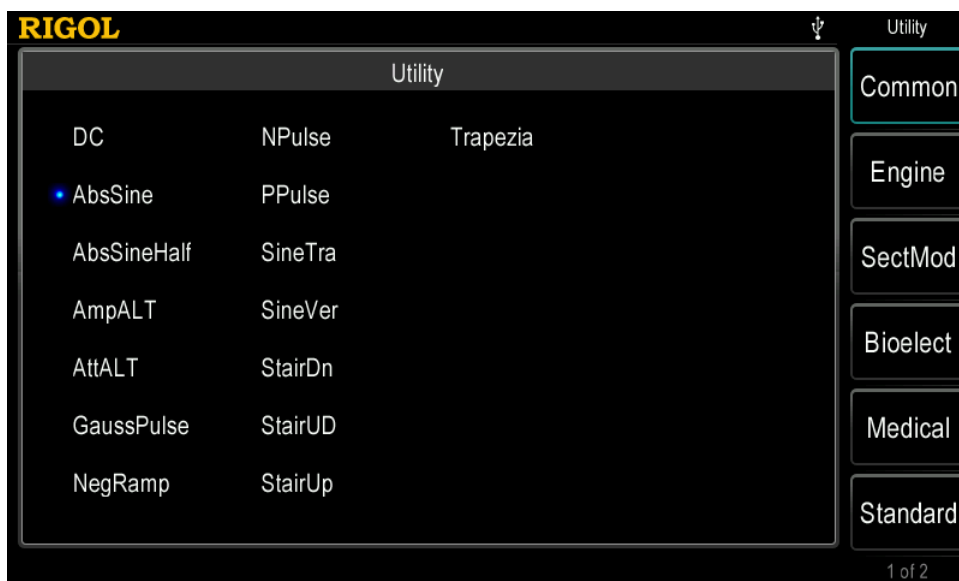 RIGOL
Utility
Utility
DC NPulse Trapezia
AbsSine PPulse
AbsSineHalf SineTra
AmpALT SineVer
AttALT StairDn
GaussPulse StairUD
NegRamp StairUp
Common
Engine
SectMod
Bioelect
Medical
Standard
1 of 2